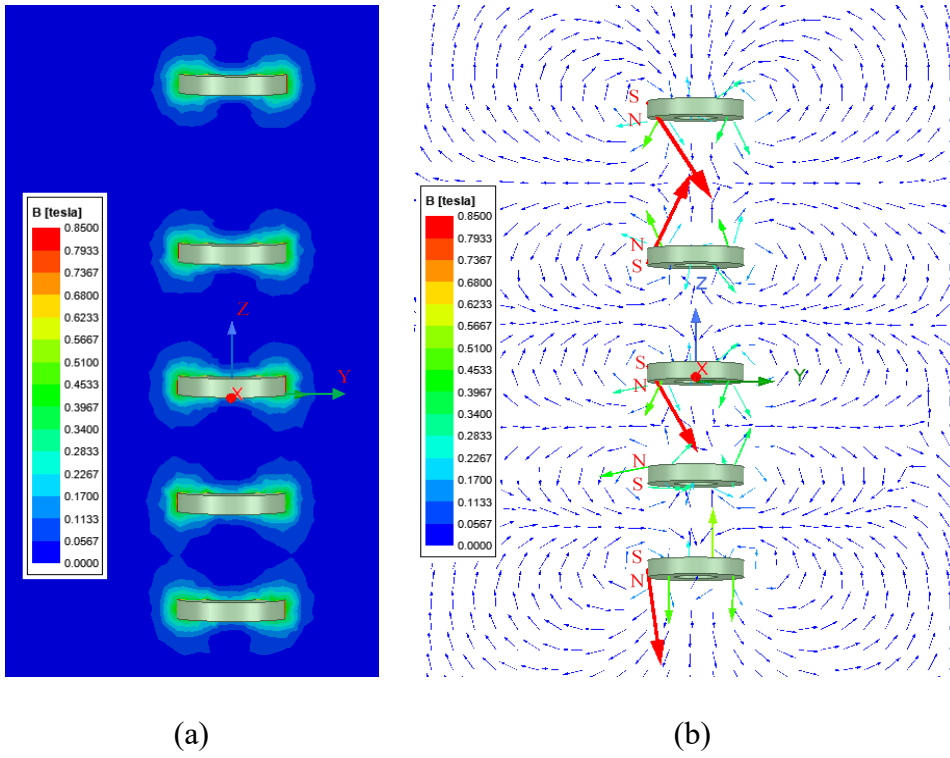 Z
Y
X
B [tesla]
0.8500
0.7933
0.7367
0.6800
0.6233
0.5667
0.5100
0.4533
0.3967
0.3400
0.2833
0.2267
0.1700
0.1133
0.0567
0.0000
(a)
S
N
N
S
Z
S
N
X
Y
N
S
S
N
B [tesla]
0.8500
0.7933
0.7367
0.6800
0.6233
0.5667
0.5100
0.4533
0.3967
0.3400
0.2833
0.2267
0.1700
0.1133
0.0567
0.0000
(b)